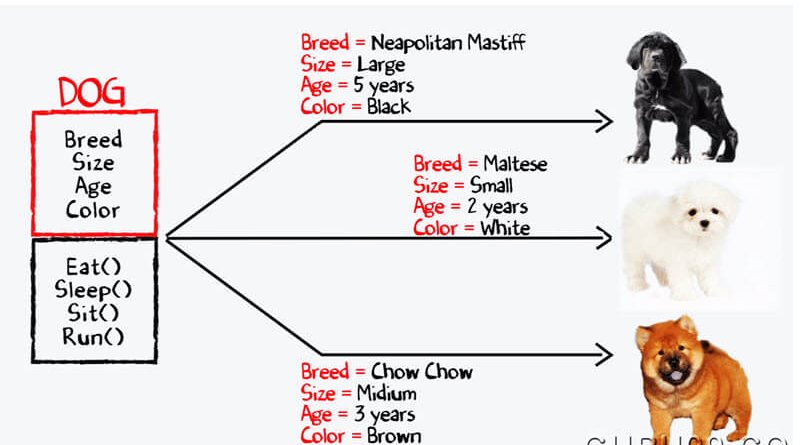 DOG
Breed
Size
Age
Color
Eat()
Sleep()
Sit()
Run()
Breed = Neapolitan Mastiff
Size = Large
Age = 5 years
Color = Black
Breed = Maltese
Size = Small
Age = 2 years
Color = White
Breed = Chow Chow
Size = Midium
Age = 3 years
Color = Brown